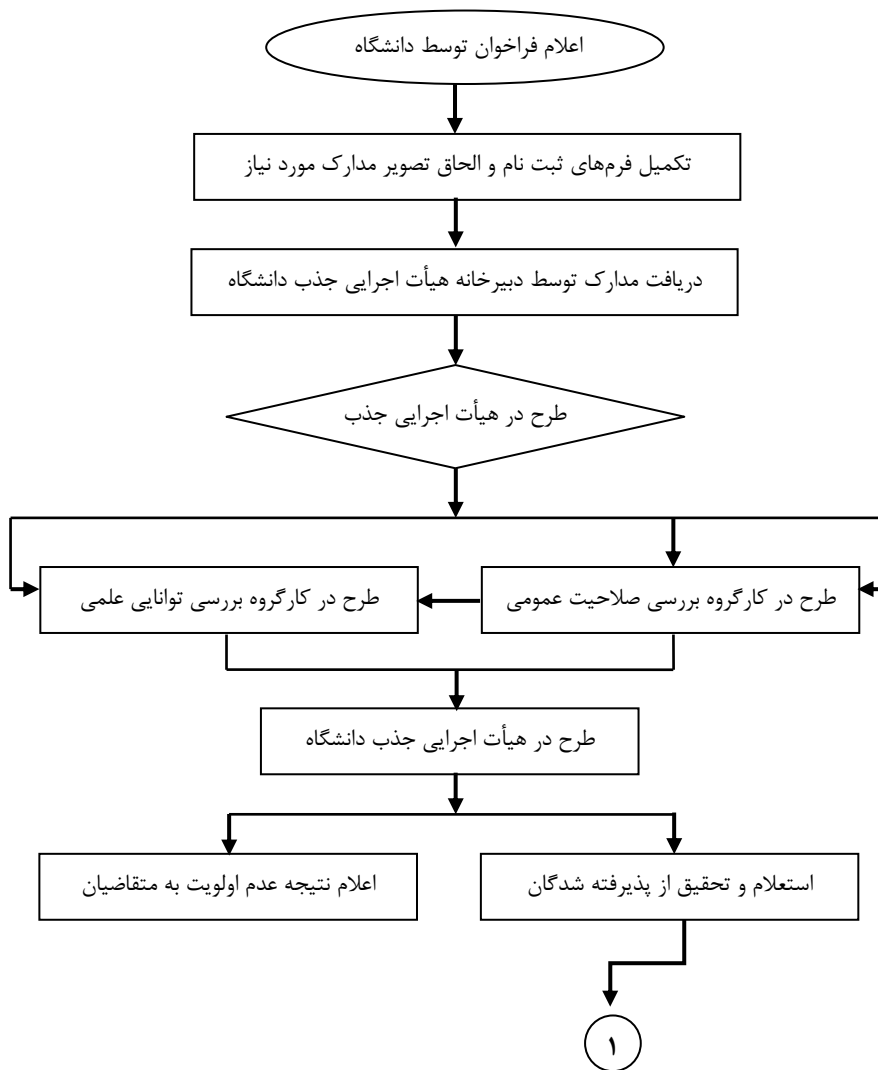 اعلام فراخوان توسط دانشگاه
تکمیل فرم‌های ثبت نام و الحاق تصویر مدارک مورد نیاز
دریافت مدارک توسط دبیرخانه هیأت اجرایی جذب دانشگاه
طرح در هیأت اجرایی جذب
طرح در کارگروه بررسی صلاحیت عمومی
طرح در کارگروه بررسی توانایی علمی
طرح در هیأت اجرایی جذب دانشگاه
استعلام و تحقیق از پذیرفته شدگان
اعلام نتیجه عدم اولویت به متقاضیان
۱